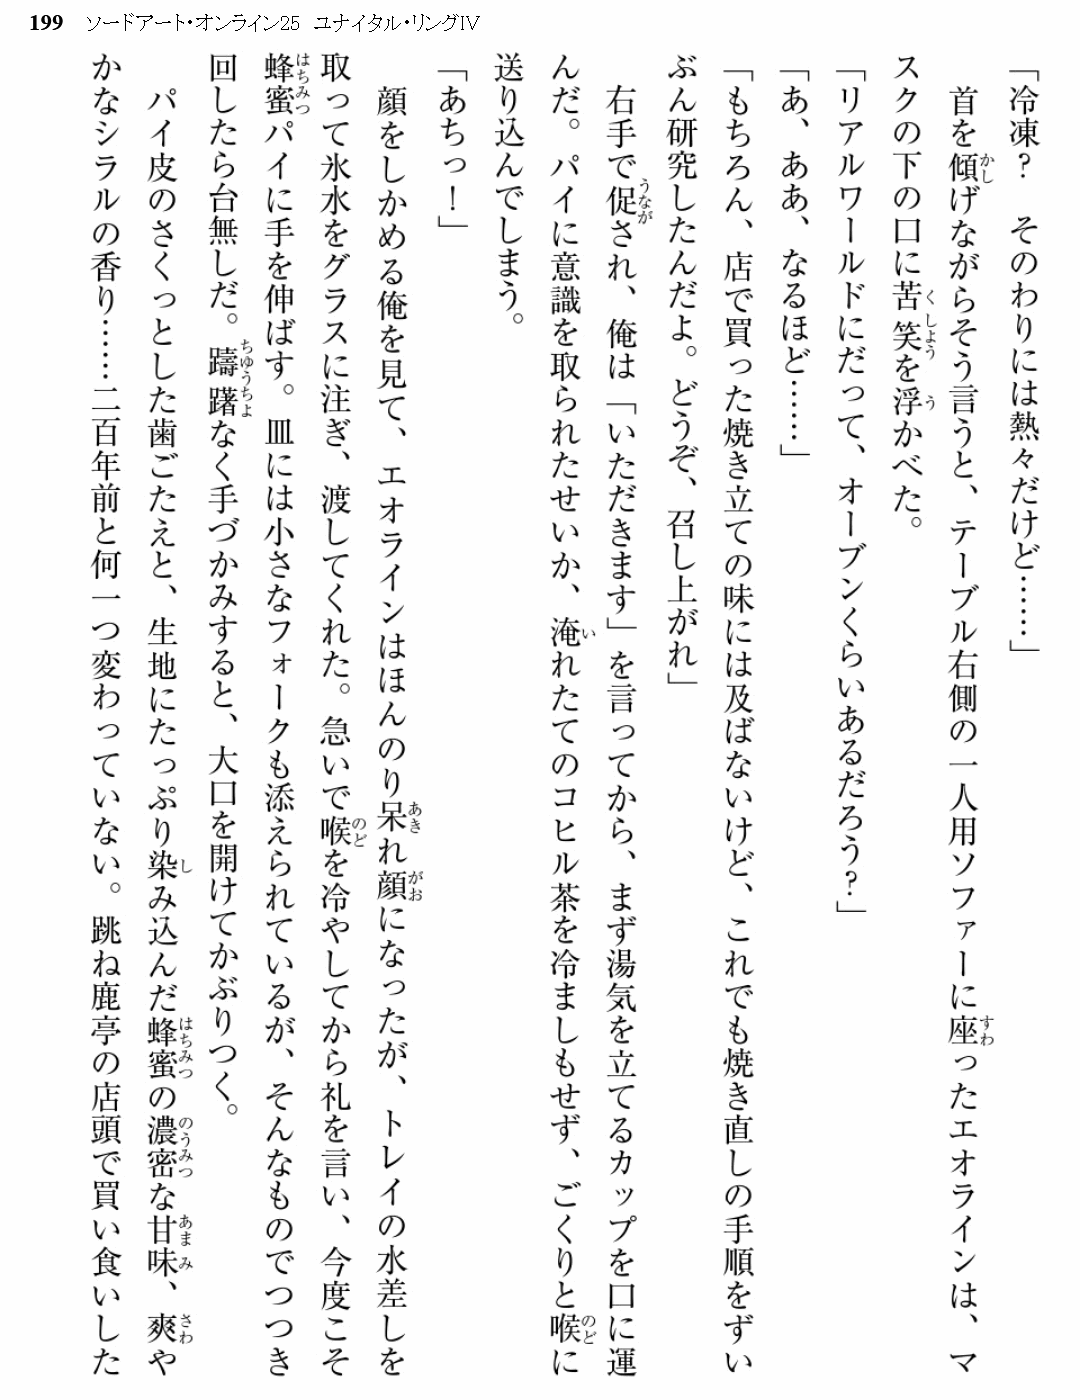 199 ソードアート・オンライン25 ユナイタル・リングⅣ
「冷凍？　そのわりには熱々だけど……」
首を傾げながらそう言うと、テーブル右側の一人用ソファーに座ったエオラインは、マ
スクの下の口に苦笑を浮かべた。
「リアルワールドにだって、オーブンくらいあるだろう？」
「あ、ああ、なるほど……」
「もちろん、店で買った焼き立ての味には及ばないけど、これでも焼き直しの手順をずい
ぶん研究したんだよ。どうぞ、召し上がれ」
右手で促され、俺は「いただきます」を言ってから、まず湯気を立てるカップを口に運
んだ。パイに意識を取られたせいか、淹れたてのコヒル茶を冷ましもせず、ごくりと喉に
送り込んでしまう。
「あちっ！」
顔をしかめる俺を見て、エオラインはほんのり呆れ顔になったが、トレイの水差しを
取って氷水をグラスに注ぎ、渡してくれた。急いで喉を冷やしてから礼を言い、今度こそ
蜂蜜パイに手を伸ばす。皿には小さなフォークも添えられているが、そんなものでつつき
回したら台無しだ。躊躇なく手づかみすると、大口を開けてかぶりつく。
パイ皮のさくっとした歯ごたえと、生地にたっぷり染み込んだ蜂蜜の濃密な甘味、爽や
かなシラルの香り……二百年前と何一つ変わっていない。跳ね鹿亭の店頭で買い食いした